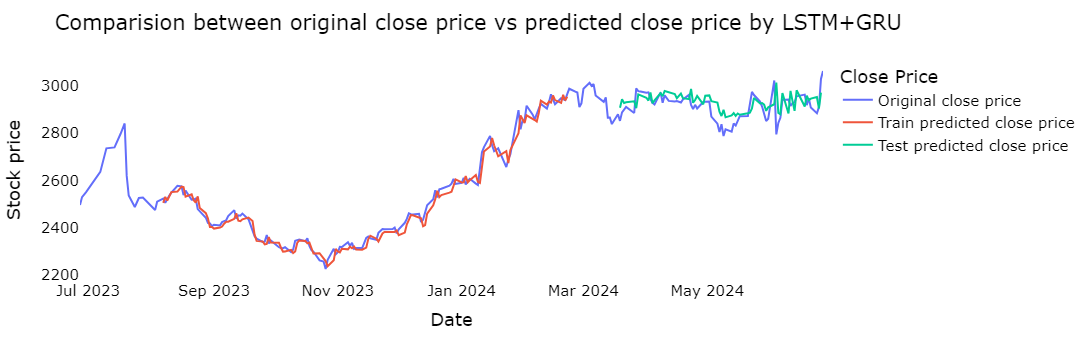 Comparision between original close price vs predicted close price by LSTM+GRU
Close Price
Original close price
Train predicted close price
Test predicted close price
Stock price
3000
2800
2600
2400
2200
Jul 2023
Sep 2023
Nov 2023
Jan 2024
Mar 2024
May 2024
Date